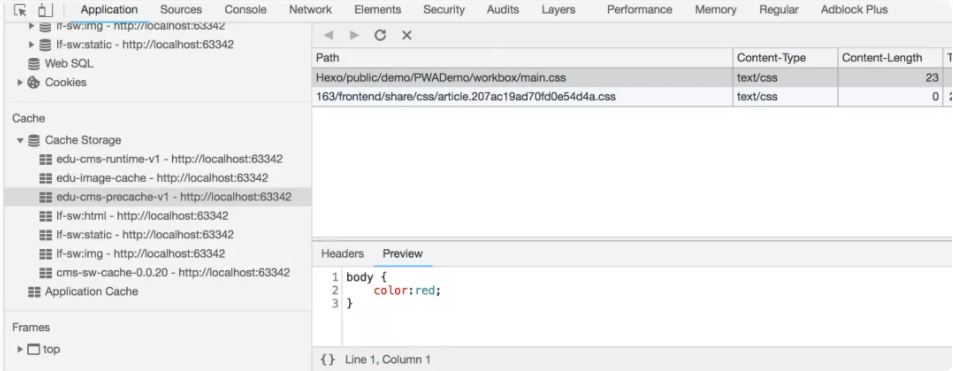 Application Sources Console Network Elements Security Audits Layers Performance Memory Regular Adblock Plus
lf-sw:img - http://localhost:63342
lf-sw:static - http://localhost:63342
Web SQL
Cookies
Cache
Cache Storage
edu-cms-runtime-v1 - http://localhost:63342
edu-image-cache - http://localhost:63342
edu-cms-precache-v1 - http://localhost:63342
lf-sw:html - http://localhost:63342
lf-sw:static - http://localhost:63342
lf-sw:img - http://localhost:63342
cms-sw-cache-0.0.20 - http://localhost:63342
Application Cache
Frames
top
Path Content-Type Content-Length T
Hexo/public/demo/PWADemo/workbox/main.css text/css 23
163/frontend/share/css/article.207ac19ad70fd0e54d4a.css text/css 0 2
Headers Preview
1 body {
2 color:red;
3 }
{} Line 1, Column 1